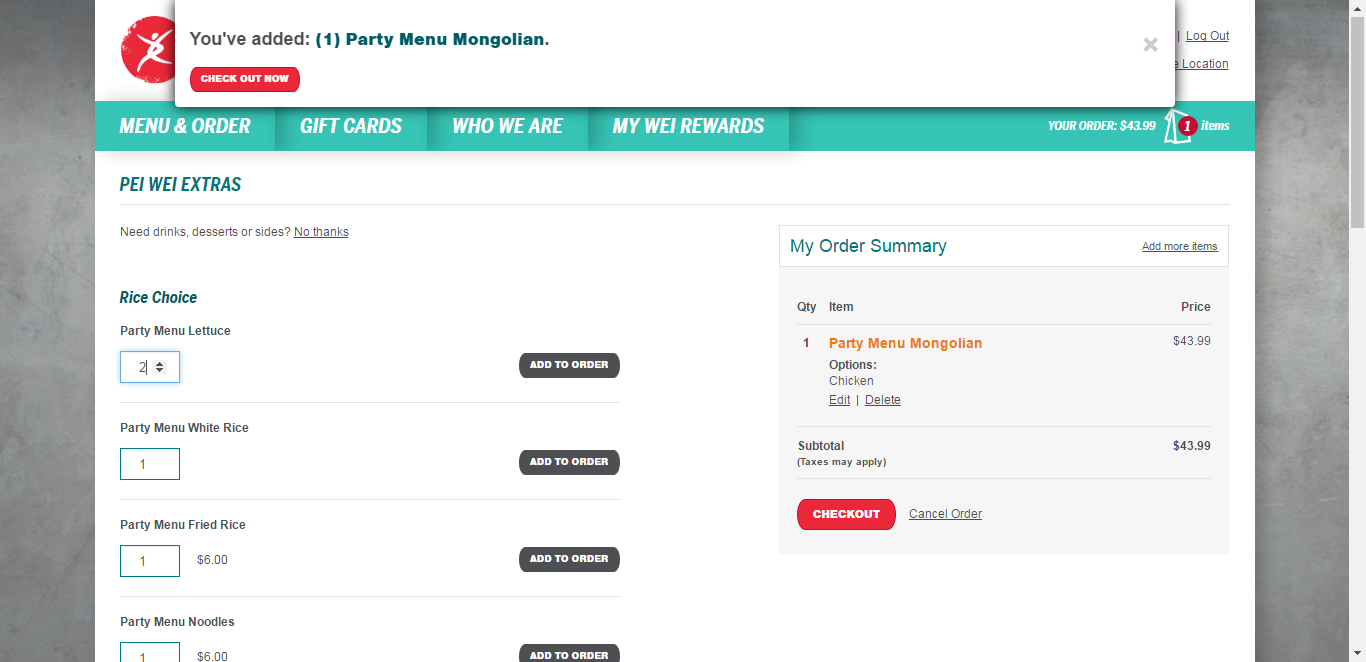 You've added: (1) Party Menu Mongolian.
CHECK OUT NOW
| Log Out
e Location
MENU & ORDER GIFT CARDS WHO WE ARE MY WEI REWARDS YOUR ORDER: $43.99 1 items
PEI WEI EXTRAS
Need drinks, desserts or sides? No thanks
Rice Choice
Party Menu Lettuce
2 ADD TO ORDER
Party Menu White Rice
1 ADD TO ORDER
Party Menu Fried Rice
1 $6.00 ADD TO ORDER
Party Menu Noodles
1 $6.00 ADD TO ORDER
My Order Summary Add more items
Qty Item Price
1 Party Menu Mongolian $43.99
Options:
Chicken
Edit | Delete
Subtotal $43.99
(Taxes may apply)
CHECKOUT Cancel Order